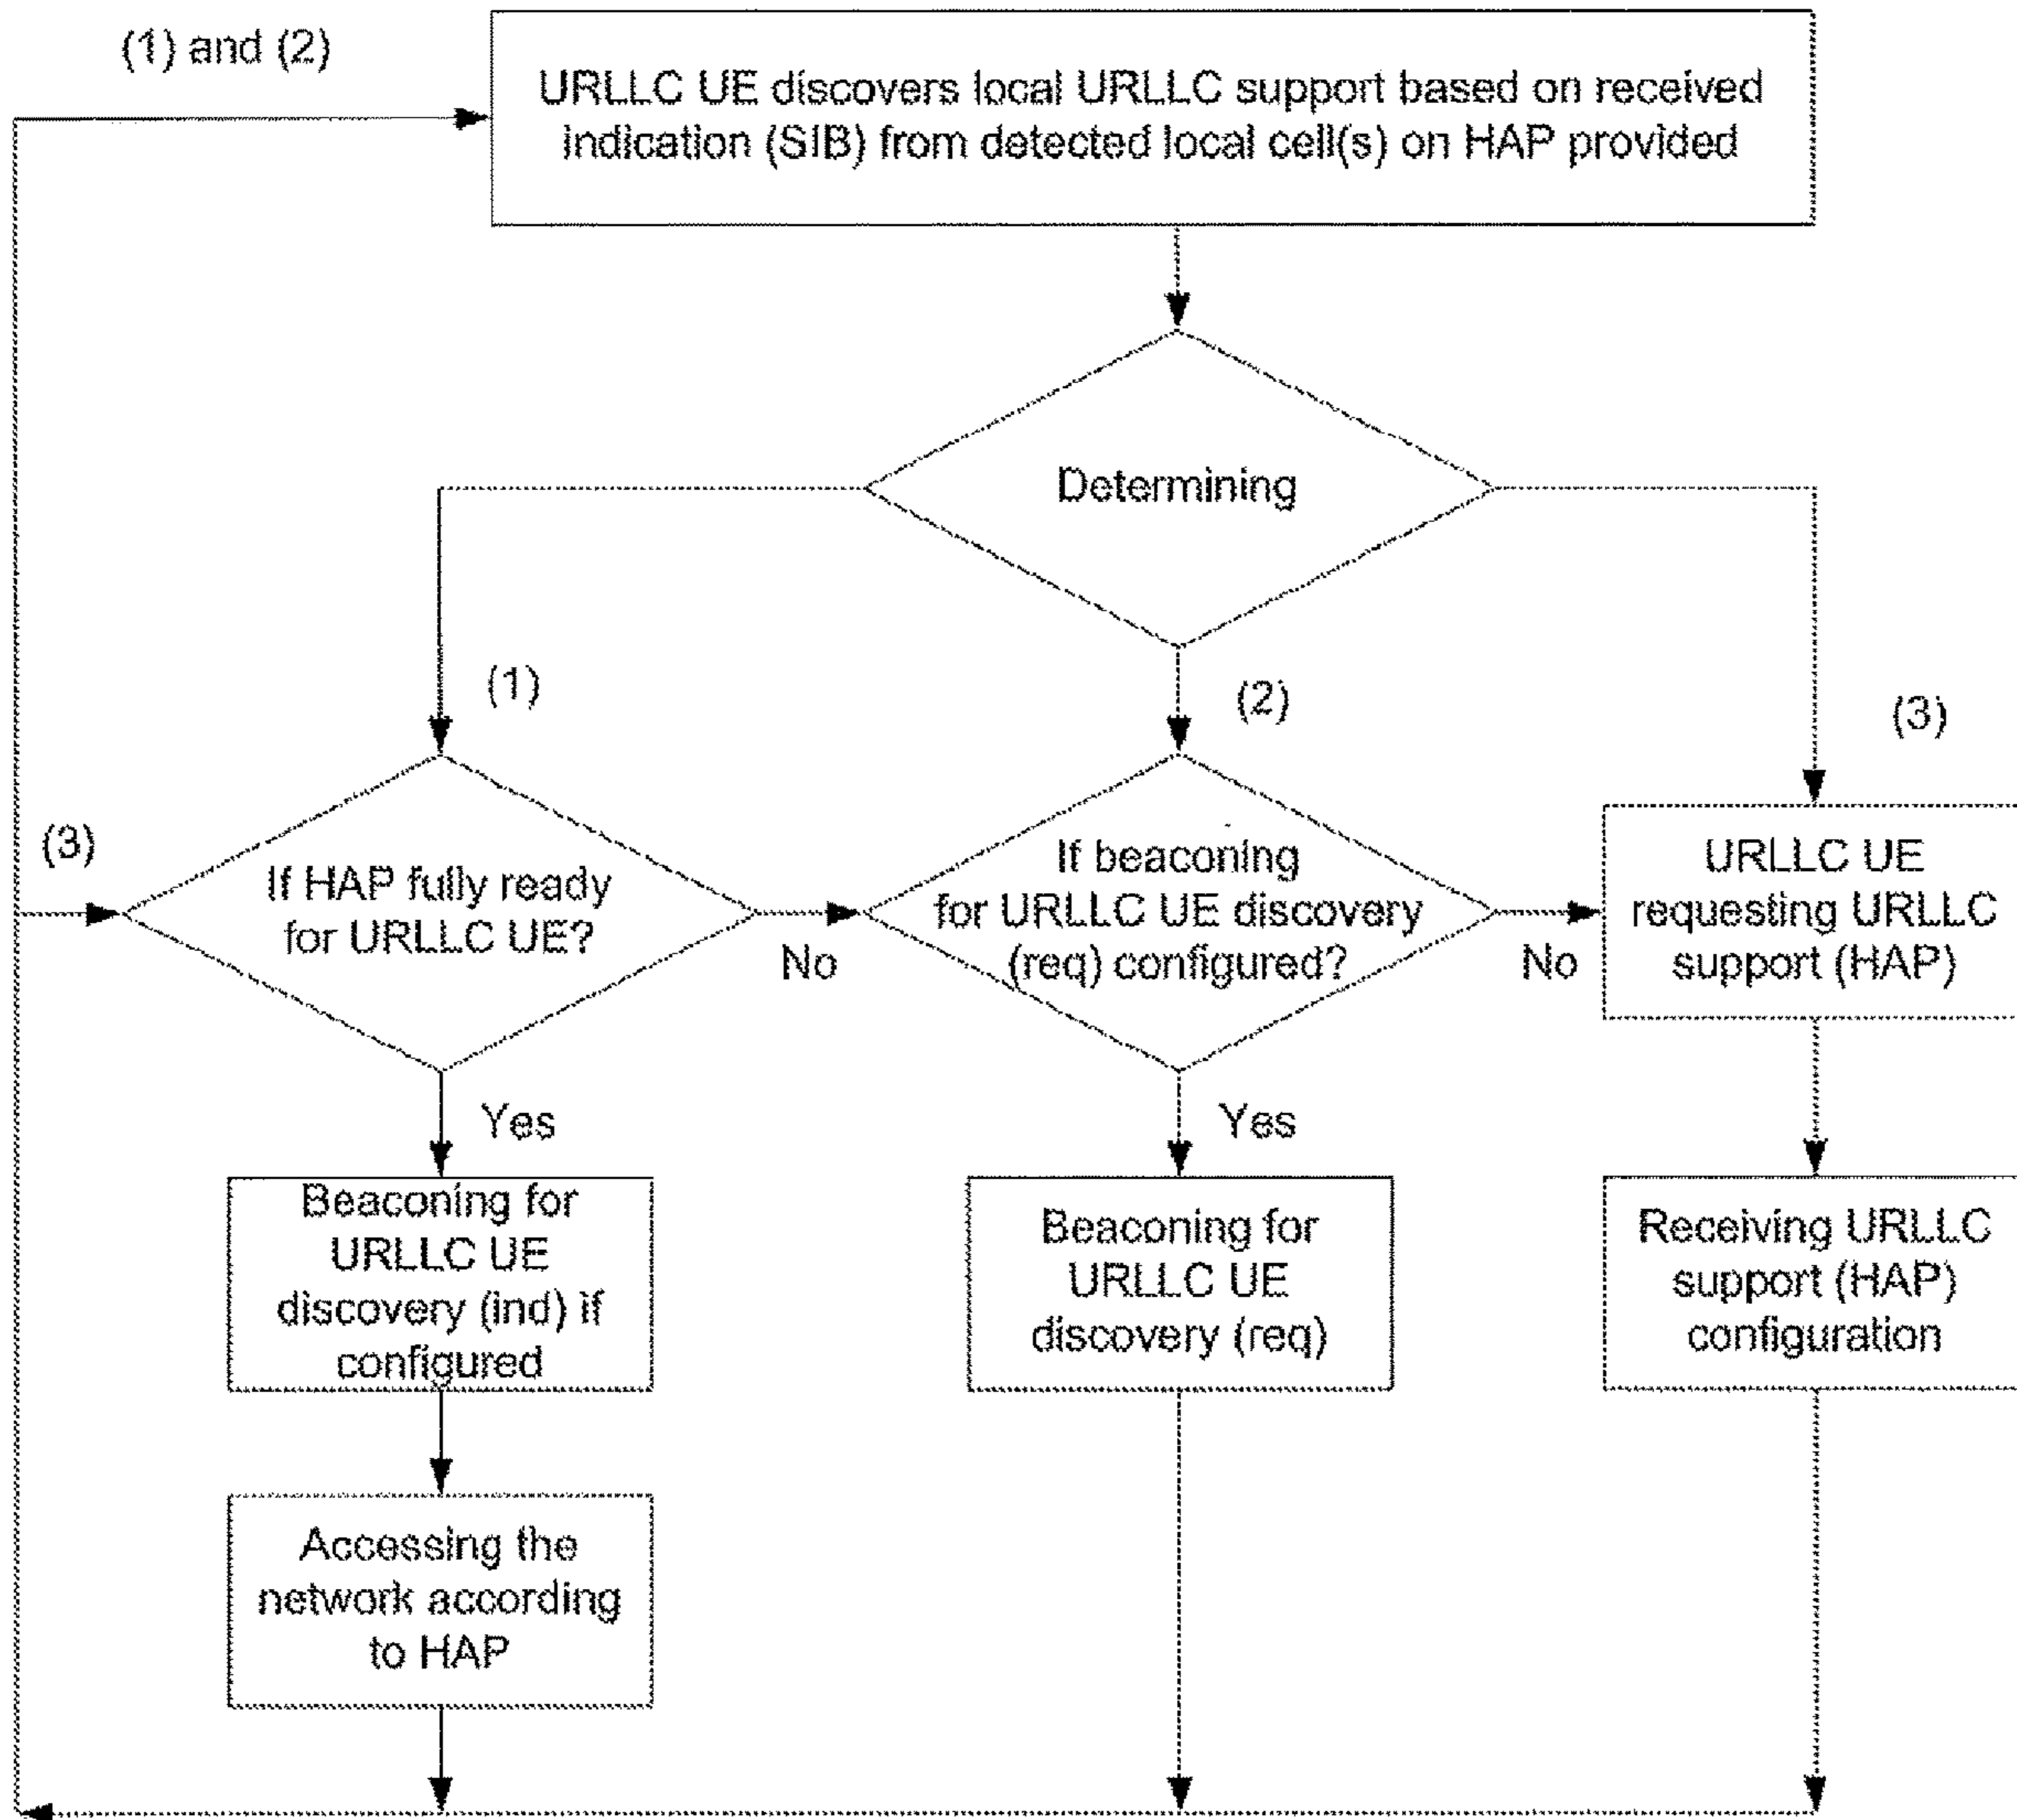 (1) and (2)
URLLC UE discovers local URLLC support based on received
indication (SIB) from detected local cell(s) on HAP provided
Determining
(1)
(2)
(3)
(3)
If HAP fully ready
for URLLC UE?
No
If beaconing
for URLLC UE discovery
(req) configured?
No
URLLC UE
requesting URLLC
support (HAP)
Yes
Yes
Beaconing for
URLLC UE
discovery (ind) if
configured
Beaconing for
URLLC UE
discovery (req)
Receiving URLLC
support (HAP)
configuration
Accessing the
network according
to HAP